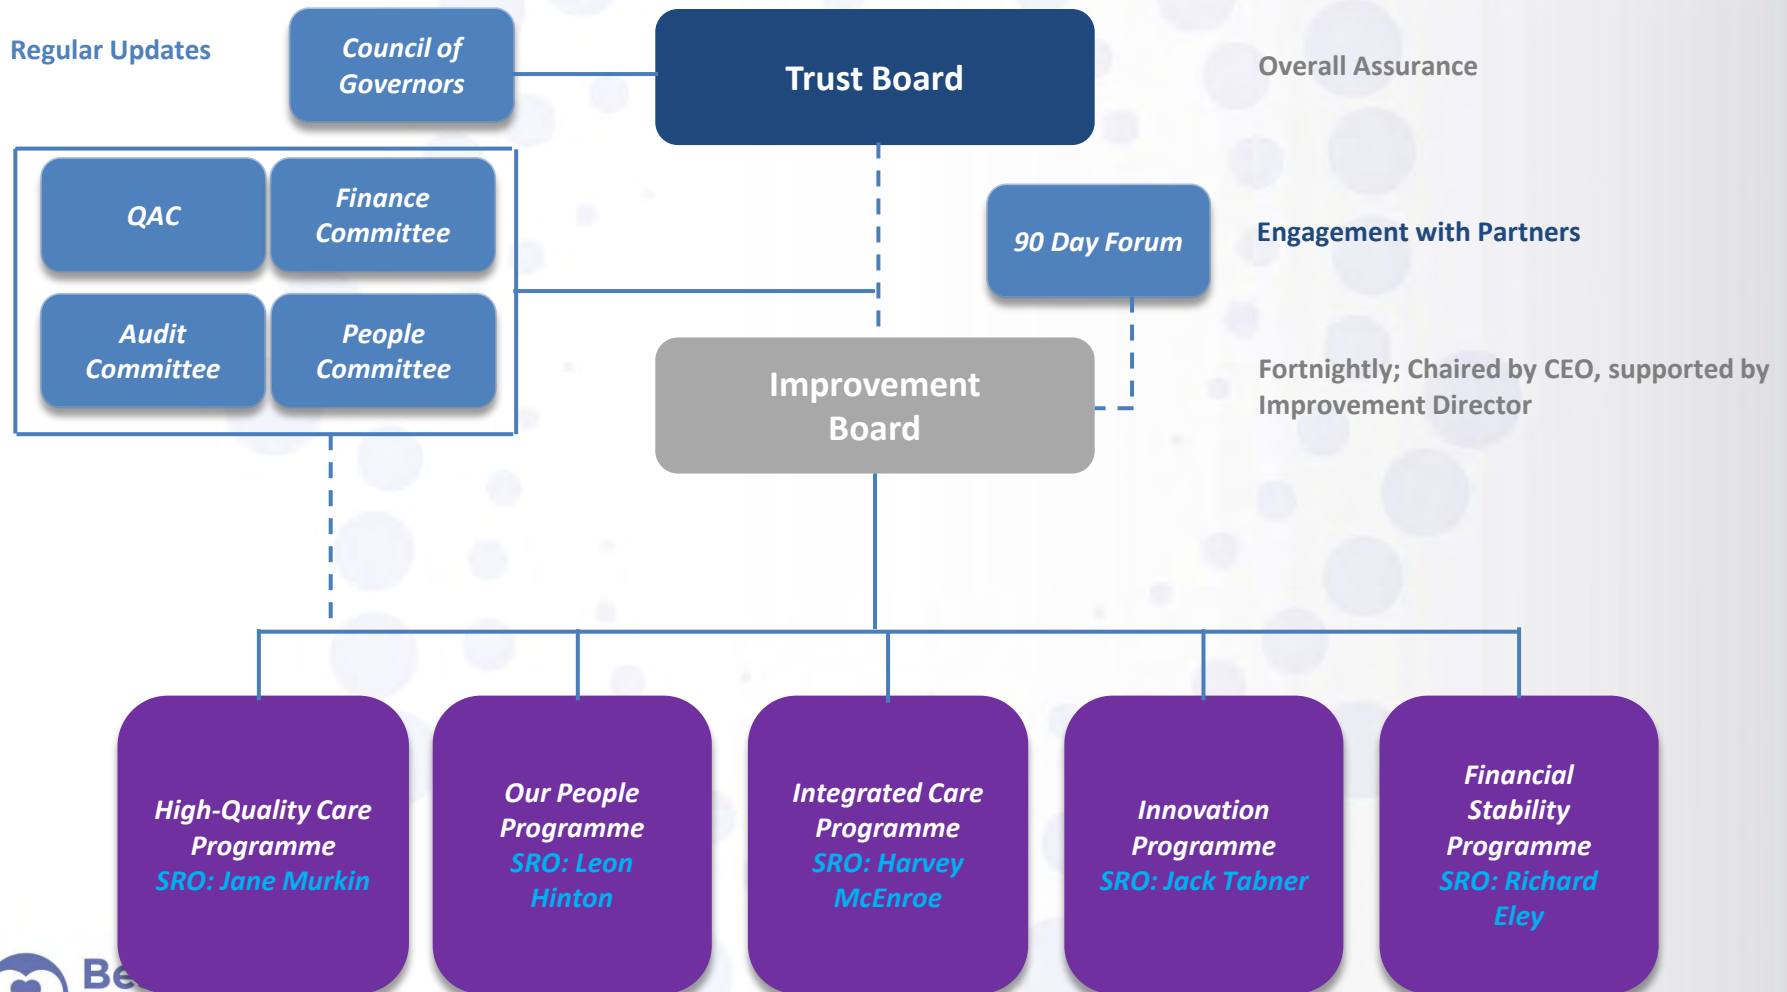 Regular Updates
Council of
Governors
Trust Board
Overall Assurance
QAC
Finance
Committee
Audit
Committee
People
Committee
90 Day Forum
Engagement with Partners
Improvement
Board
Fortnightly; Chaired by CEO, supported by
Improvement Director
High-Quality Care
Programme
SRO: Jane Murkin
Our People
Programme
SRO: Leon
Hinton
Integrated Care
Programme
SRO: Harvey
McEnroe
Innovation
Programme
SRO: Jack Tabner
Financial
Stability
Programme
SRO: Richard
Eley